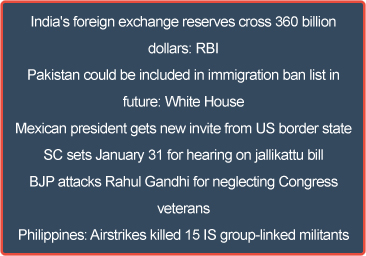 India's foreign exchange reserves cross 360 billion
dollars: RBI
Pakistan could be included in immigration ban list in
future: White House
Mexican president gets new invite from US border state
SC sets January 31 for hearing on jallikattu bill
BJP attacks Rahul Gandhi for neglecting Congress
veterans
Philippines: Airstrikes killed 15 IS group-linked militants